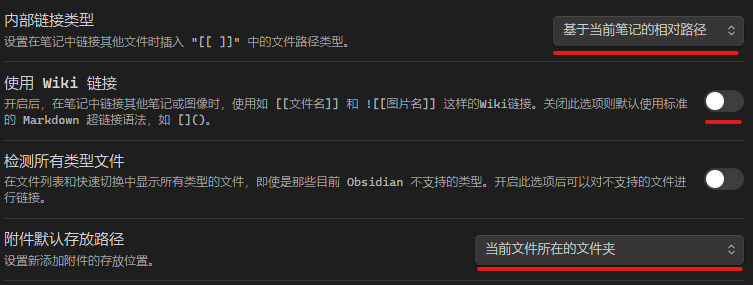 内部链接类型
基于当前笔记的相对路径
设置在笔记中链接其他文件时插入 "[[ ]]" 中的文件路径类型。
使用 Wiki 链接
开启后，在笔记中链接其他笔记或图像时，使用如 [[文件名]] 和 ![[图片名]] 这样的Wiki链接。关闭此选项则默认使用标准
的 Markdown 超链接语法，如 []()。
检测所有类型文件
在文件列表和快速切换中显示所有类型的文件，即使是那些目前 Obsidian 不支持的类型。开启此选项后可以对不支持的文件进
行链接。
附件默认存放路径
当前文件所在的文件夹
设置新添加附件的存放位置。